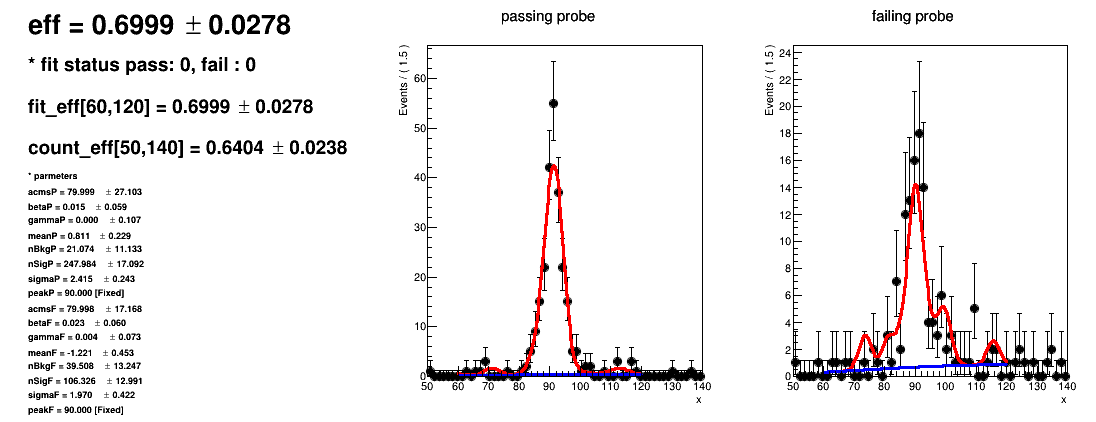 eff = 0.6999 ± 0.0278
* fit status pass: 0, fail : 0
fit_eff[60,120] = 0.6999 ± 0.0278
count_eff[50,140] = 0.6404 ± 0.0238
* parmeters
acmsP = 79.999 ± 27.103
betaP = 0.015 ± 0.059
gammaP = 0.000 ± 0.107
meanP = 0.811 ± 0.229
nBkgP = 21.074 ± 11.133
nSigP = 247.984 ± 17.092
sigmaP = 2.415 ± 0.243
peakP = 90.000 [Fixed]
acmsF = 79.998 ± 17.168
betaF = 0.023 ± 0.060
gammaF = 0.004 ± 0.073
meanF = -1.221 ± 0.453
nBkgF = 39.508 ± 13.247
nSigF = 106.326 ± 12.991
sigmaF = 1.970 ± 0.422
peakF = 90.000 [Fixed]
passing probe
Events / ( 1.5 )
60
50
40
30
20
10
0
50 60 70 80 90 100 110 120 130 140
x
failing probe
Events / ( 1.5 )
24
22
20
18
16
14
12
10
8
6
4
2
0
50 60 70 80 90 100 110 120 130 140
x